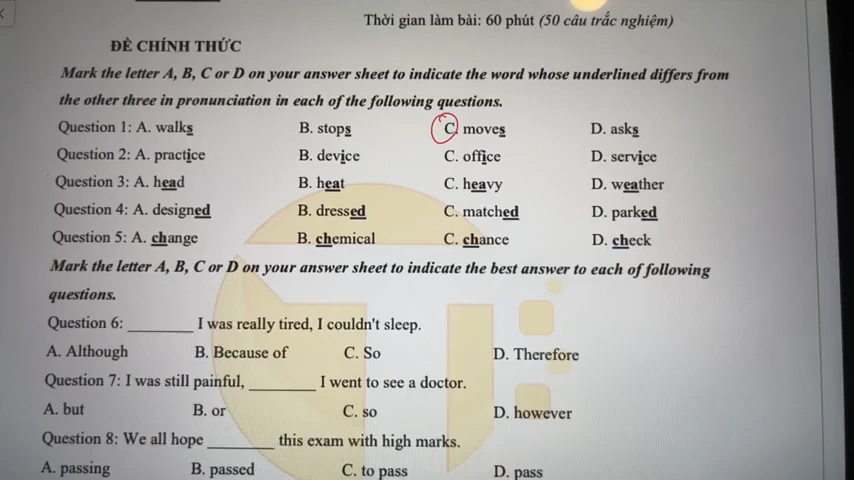 Thời gian làm bài: 60 phút (50 câu trắc nghiệm)
ĐỀ CHÍNH THỨC
Mark the letter A, B, C or D on your answer sheet to indicate the word whose underlined differs from
the other three in pronunciation in each of the following questions.
Question 1: A. walks B. stops C. moves D. asks
Question 2: A. practice B. device C. office D. service
Question 3: A. head B. heat C. heavy D. weather
Question 4: A. designed B. dressed C. matched D. parked
Question 5: A. change B. chemical C. chance D. check
Mark the letter A, B, C or D on your answer sheet to indicate the best answer to each of following
questions.
Question 6: ________ I was really tired, I couldn't sleep.
A. Although B. Because of C. So D. Therefore
Question 7: I was still painful, ________ I went to see a doctor.
A. but B. or C. so D. however
Question 8: We all hope ________ this exam with high marks.
A. passing B. passed C. to pass D. pass